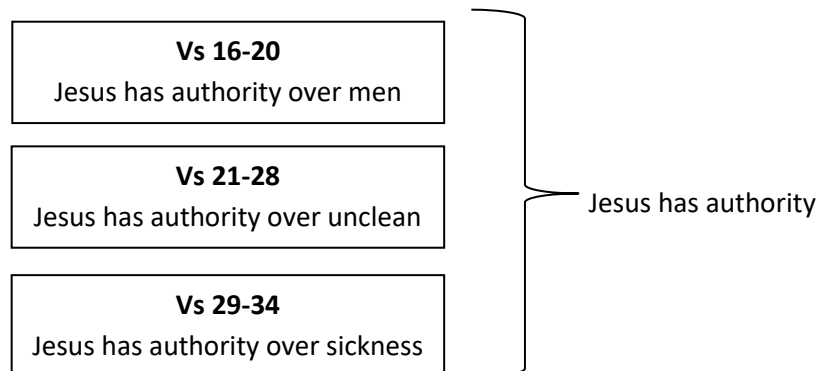 Vs 16-20
Jesus has authority over men
Vs 21-28
Jesus has authority over unclean
Vs 29-34
Jesus has authority over sickness
Jesus has authority